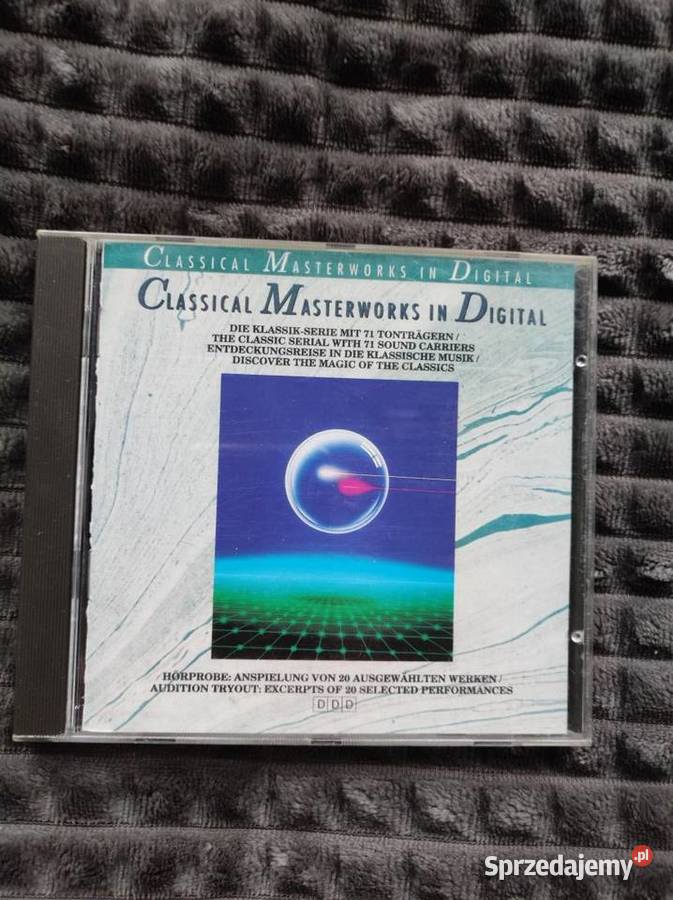 CLASSICAL MASTERWORKS IN DIGITAL
CLASSICAL MASTERWORKS IN DIGITAL
DIE KLASSIK-SERIE MIT 71 TONTRÄGERN /
THE CLASSIC SERIAL WITH 71 SOUND CARRIERS
ENTDECKUNGSREISE IN DIE KLASSISCHE MUSIK /
DISCOVER THE MAGIC OF THE CLASSICS
HÖRPROBE: ANSPIELUNG VON 20 AUSGEWÄHLTEN WERKEN /
AUDITION TRYOUT: EXCERPTS OF 20 SELECTED PERFORMANCES
DDD
Sprzedajemy.pl